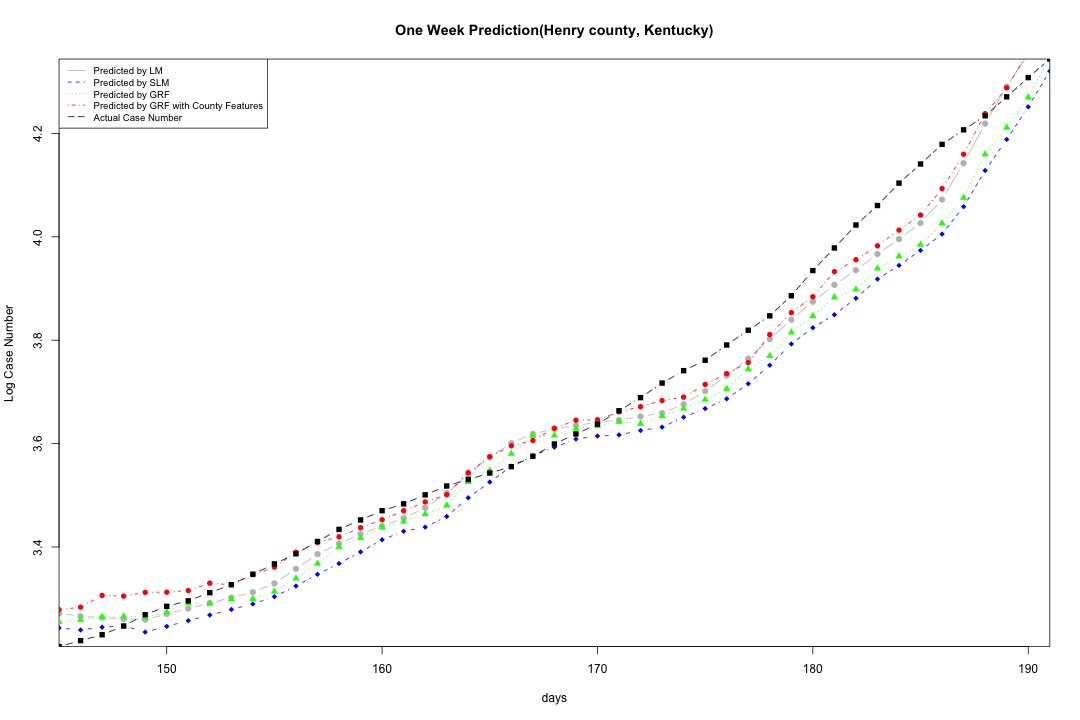 One Week Prediction(Henry county, Kentucky)
Predicted by LM
Predicted by SLM
Predicted by GRF
Predicted by GRF with County Features
Actual Case Number
4.2
4.0
3.8
3.6
3.4
Log Case Number
150 160 170 180 190
days